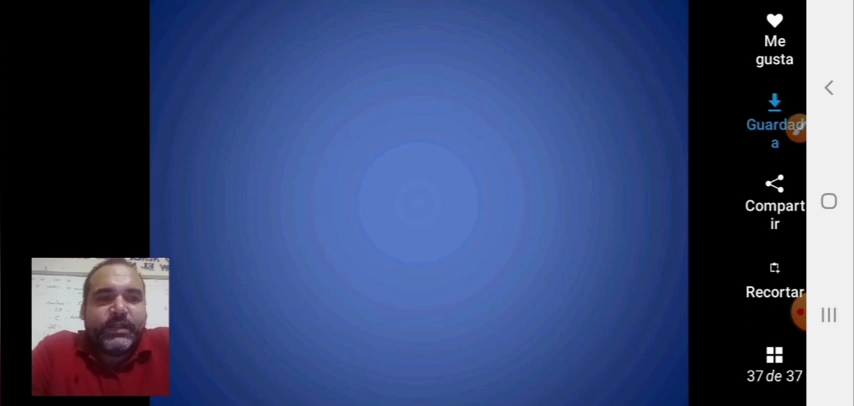 Me
gusta
Guardad
a
Compart
ir
Recortar
37 de 37